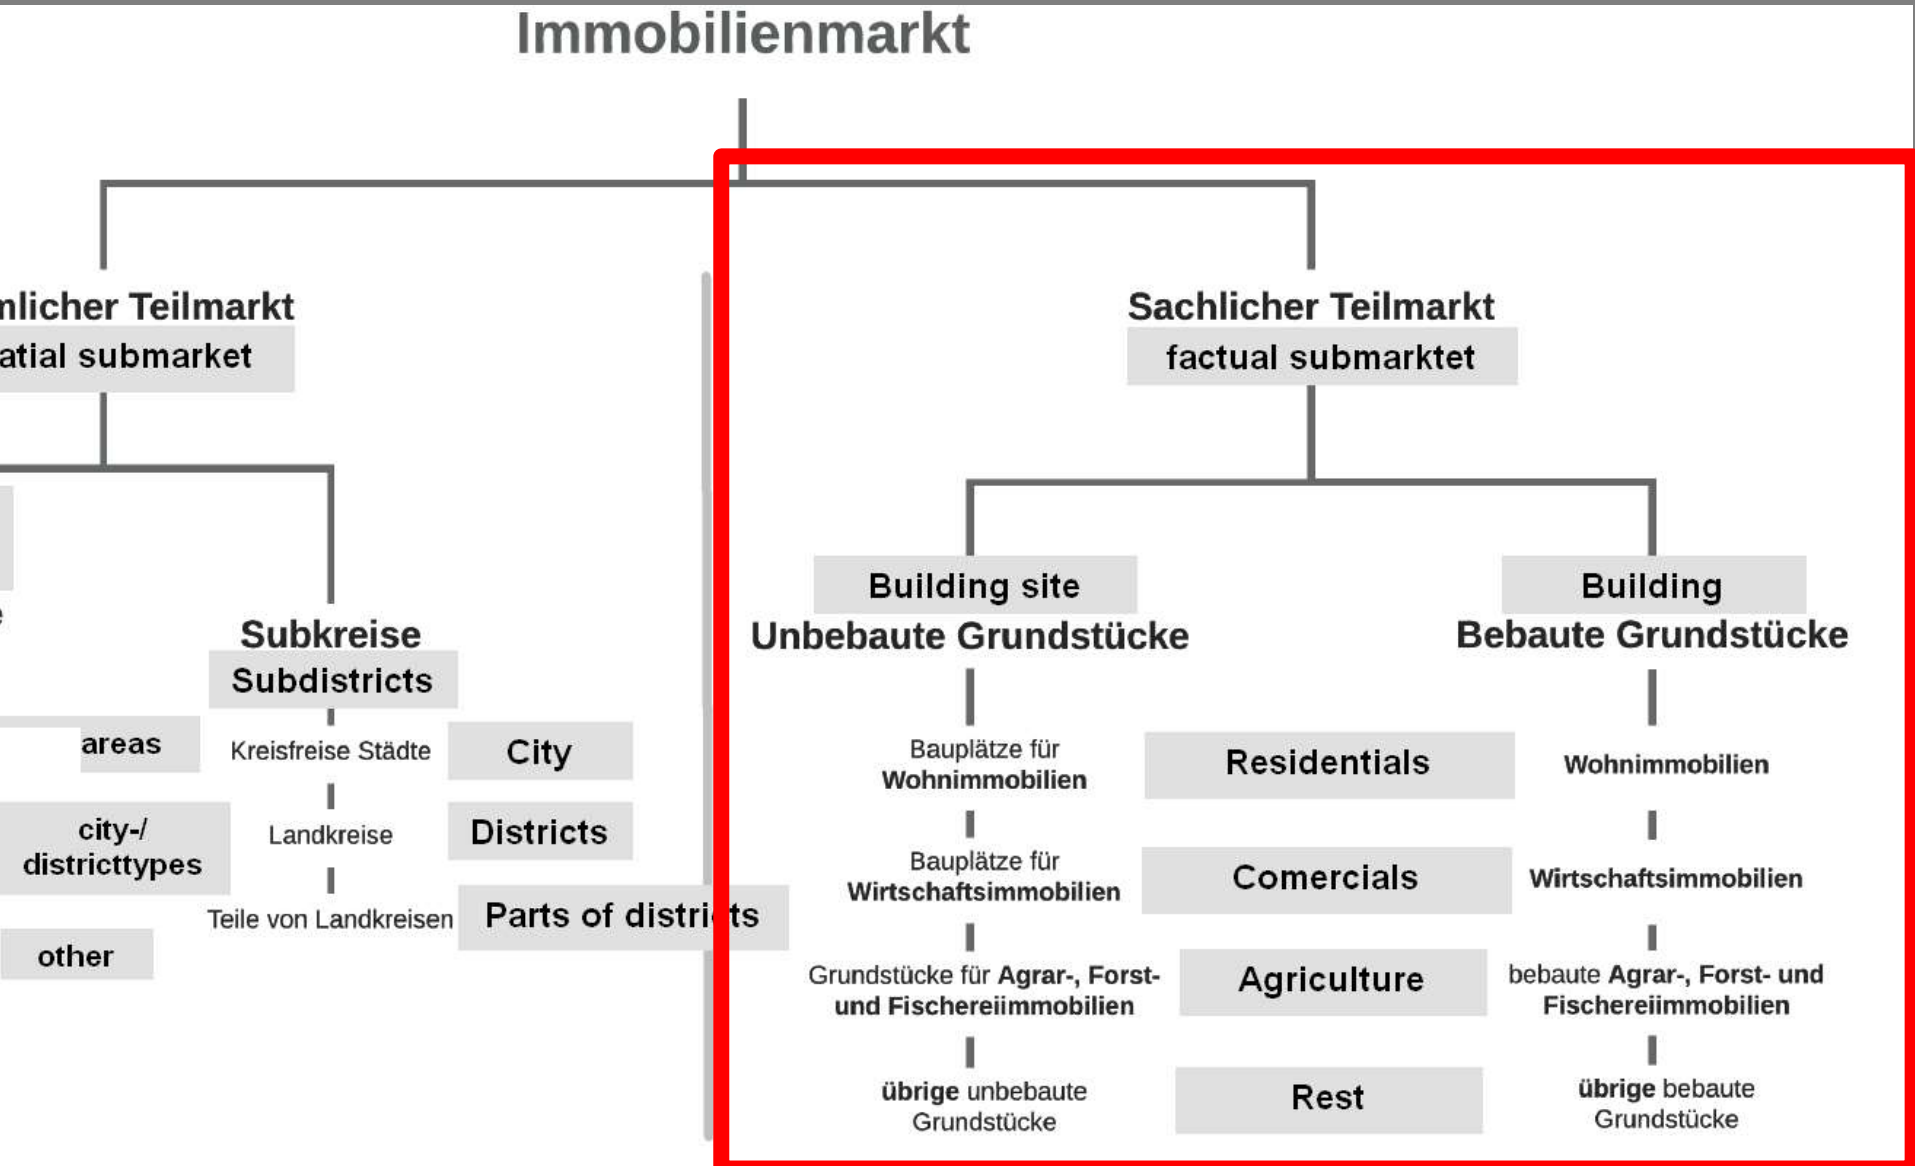 Immobilienmarkt
mlicher Teilmarkt
atial submarket
Subkreise
Subdistricts
areas
Kreisfreise Städte
City
city-/
districttypes
Landkreise
Districts
Teile von Landkreisen
Parts of districts
other
Sachlicher Teilmarkt
factual submarktet
Building site
Unbebaute Grundstücke
Building
Bebaute Grundstücke
Bauplätze für
Wohnimmobilien
Residentials
Wohnimmobilien
Bauplätze für
Wirtschaftsimmobilien
Comercials
Wirtschaftsimmobilien
Grundstücke für Agrar-, Forst-
und Fischereiimmobilien
Agriculture
bebaute Agrar-, Forst- und
Fischereiimmobilien
übrige unbebaute
Grundstücke
Rest
übrige bebaute
Grundstücke